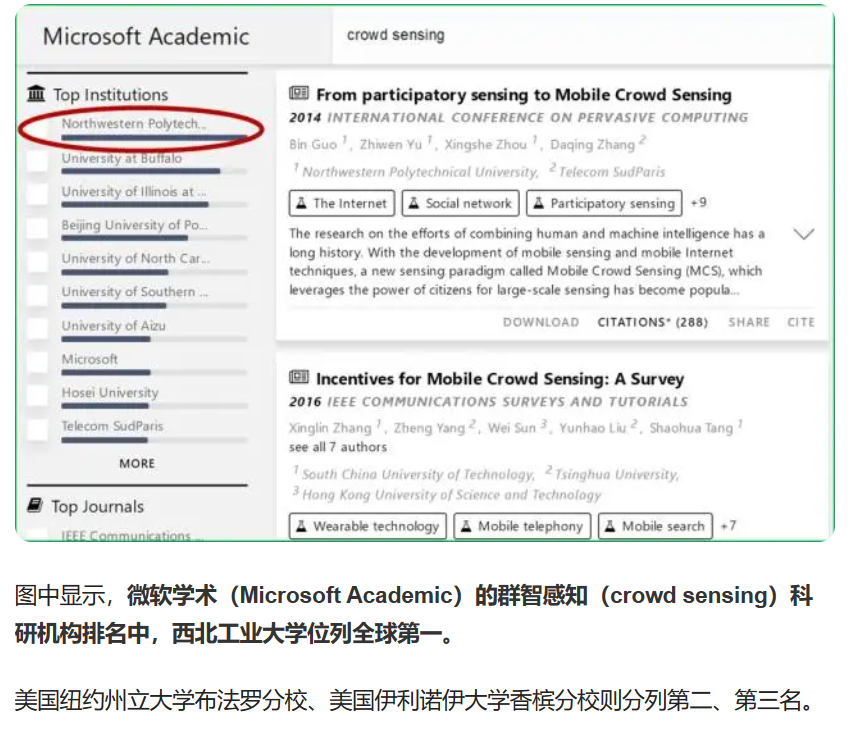 Microsoft Academic
crowd sensing
Top Institutions
Northwestern Polytech...
University at Buffalo
University of Illinois at ...
Beijing University of Po...
University of North Car...
University of Southern ...
University of Aizu
Microsoft
Hosei University
Telecom SudParis
MORE
Top Journals
IEEE Communications ...
From participatory sensing to Mobile Crowd Sensing
2014 INTERNATIONAL CONFERENCE ON PERVASIVE COMPUTING
Bin Guo 1, Zhiwen Yu 1, Xingshe Zhou 1, Daqing Zhang 2
1 Northwestern Polytechnical University, 2 Telecom SudParis
The Internet Social network Participatory sensing +9
The research on the efforts of combining human and machine intelligence has a
long history. With the development of mobile sensing and mobile Internet
techniques, a new sensing paradigm called Mobile Crowd Sensing (MCS), which
leverages the power of citizens for large-scale sensing has become popula...
DOWNLOAD CITATIONS* (288) SHARE CITE
Incentives for Mobile Crowd Sensing: A Survey
2016 IEEE COMMUNICATIONS SURVEYS AND TUTORIALS
Xinglin Zhang 1, Zheng Yang 2, Wei Sun 3, Yunhao Liu 2, Shaohua Tang 1
see all 7 authors
1 South China University of Technology, 2 Tsinghua University,
3 Hong Kong University of Science and Technology
Wearable technology Mobile telephony Mobile search +7
图中显示，微软学术（Microsoft Academic）的群智感知（crowd sensing）科
研机构排名中，西北工业大学位列全球第一。
美国纽约州立大学布法罗分校、美国伊利诺伊大学香槟分校则分列第二、第三名。